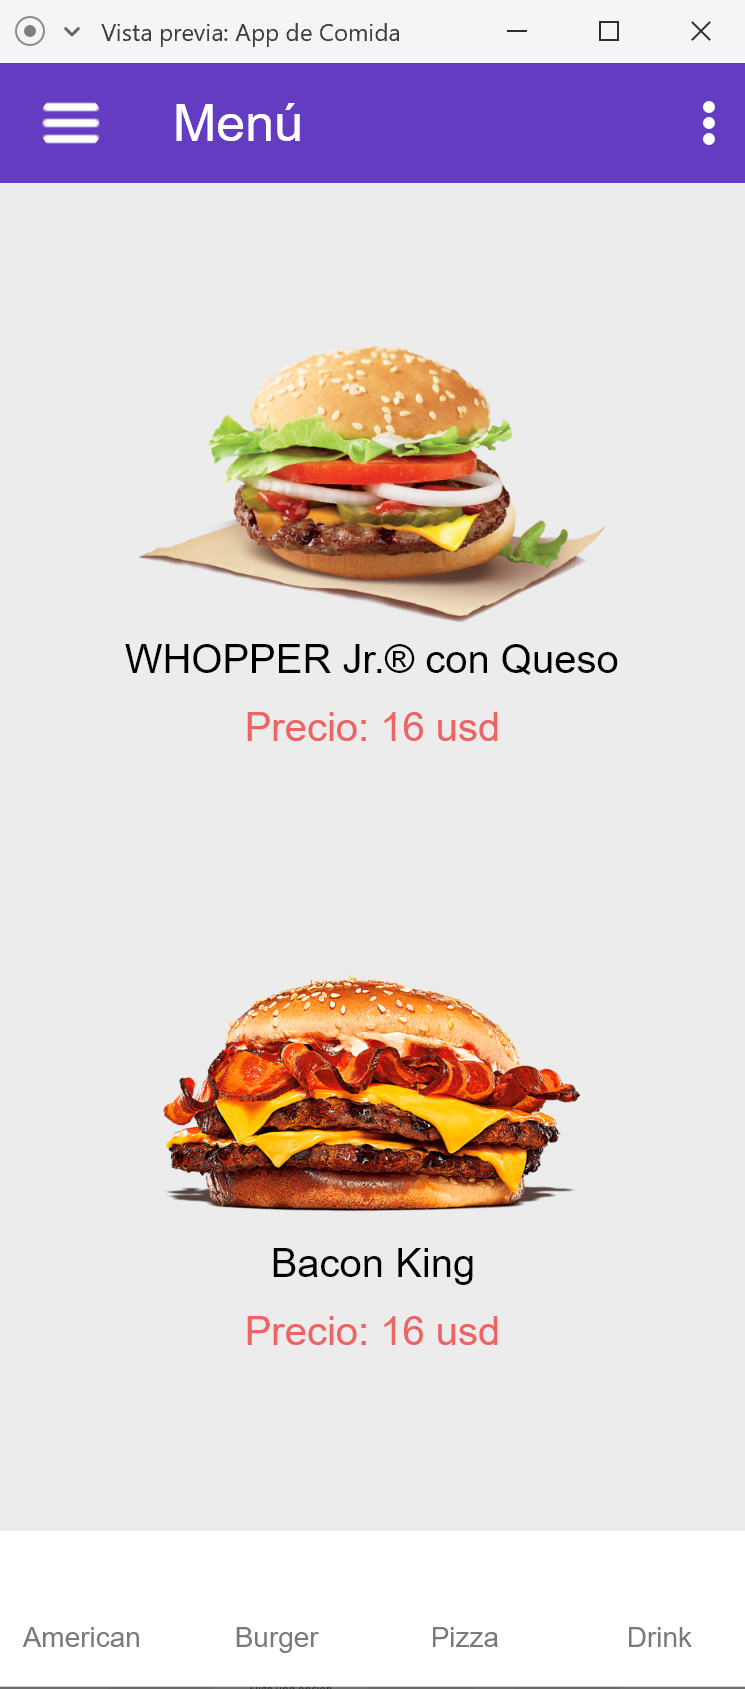 Vista previa: App de Comida
Menú
WHOPPER Jr.® con Queso
Precio: 16 usd
Bacon King
Precio: 16 usd
American Burger Pizza Drink